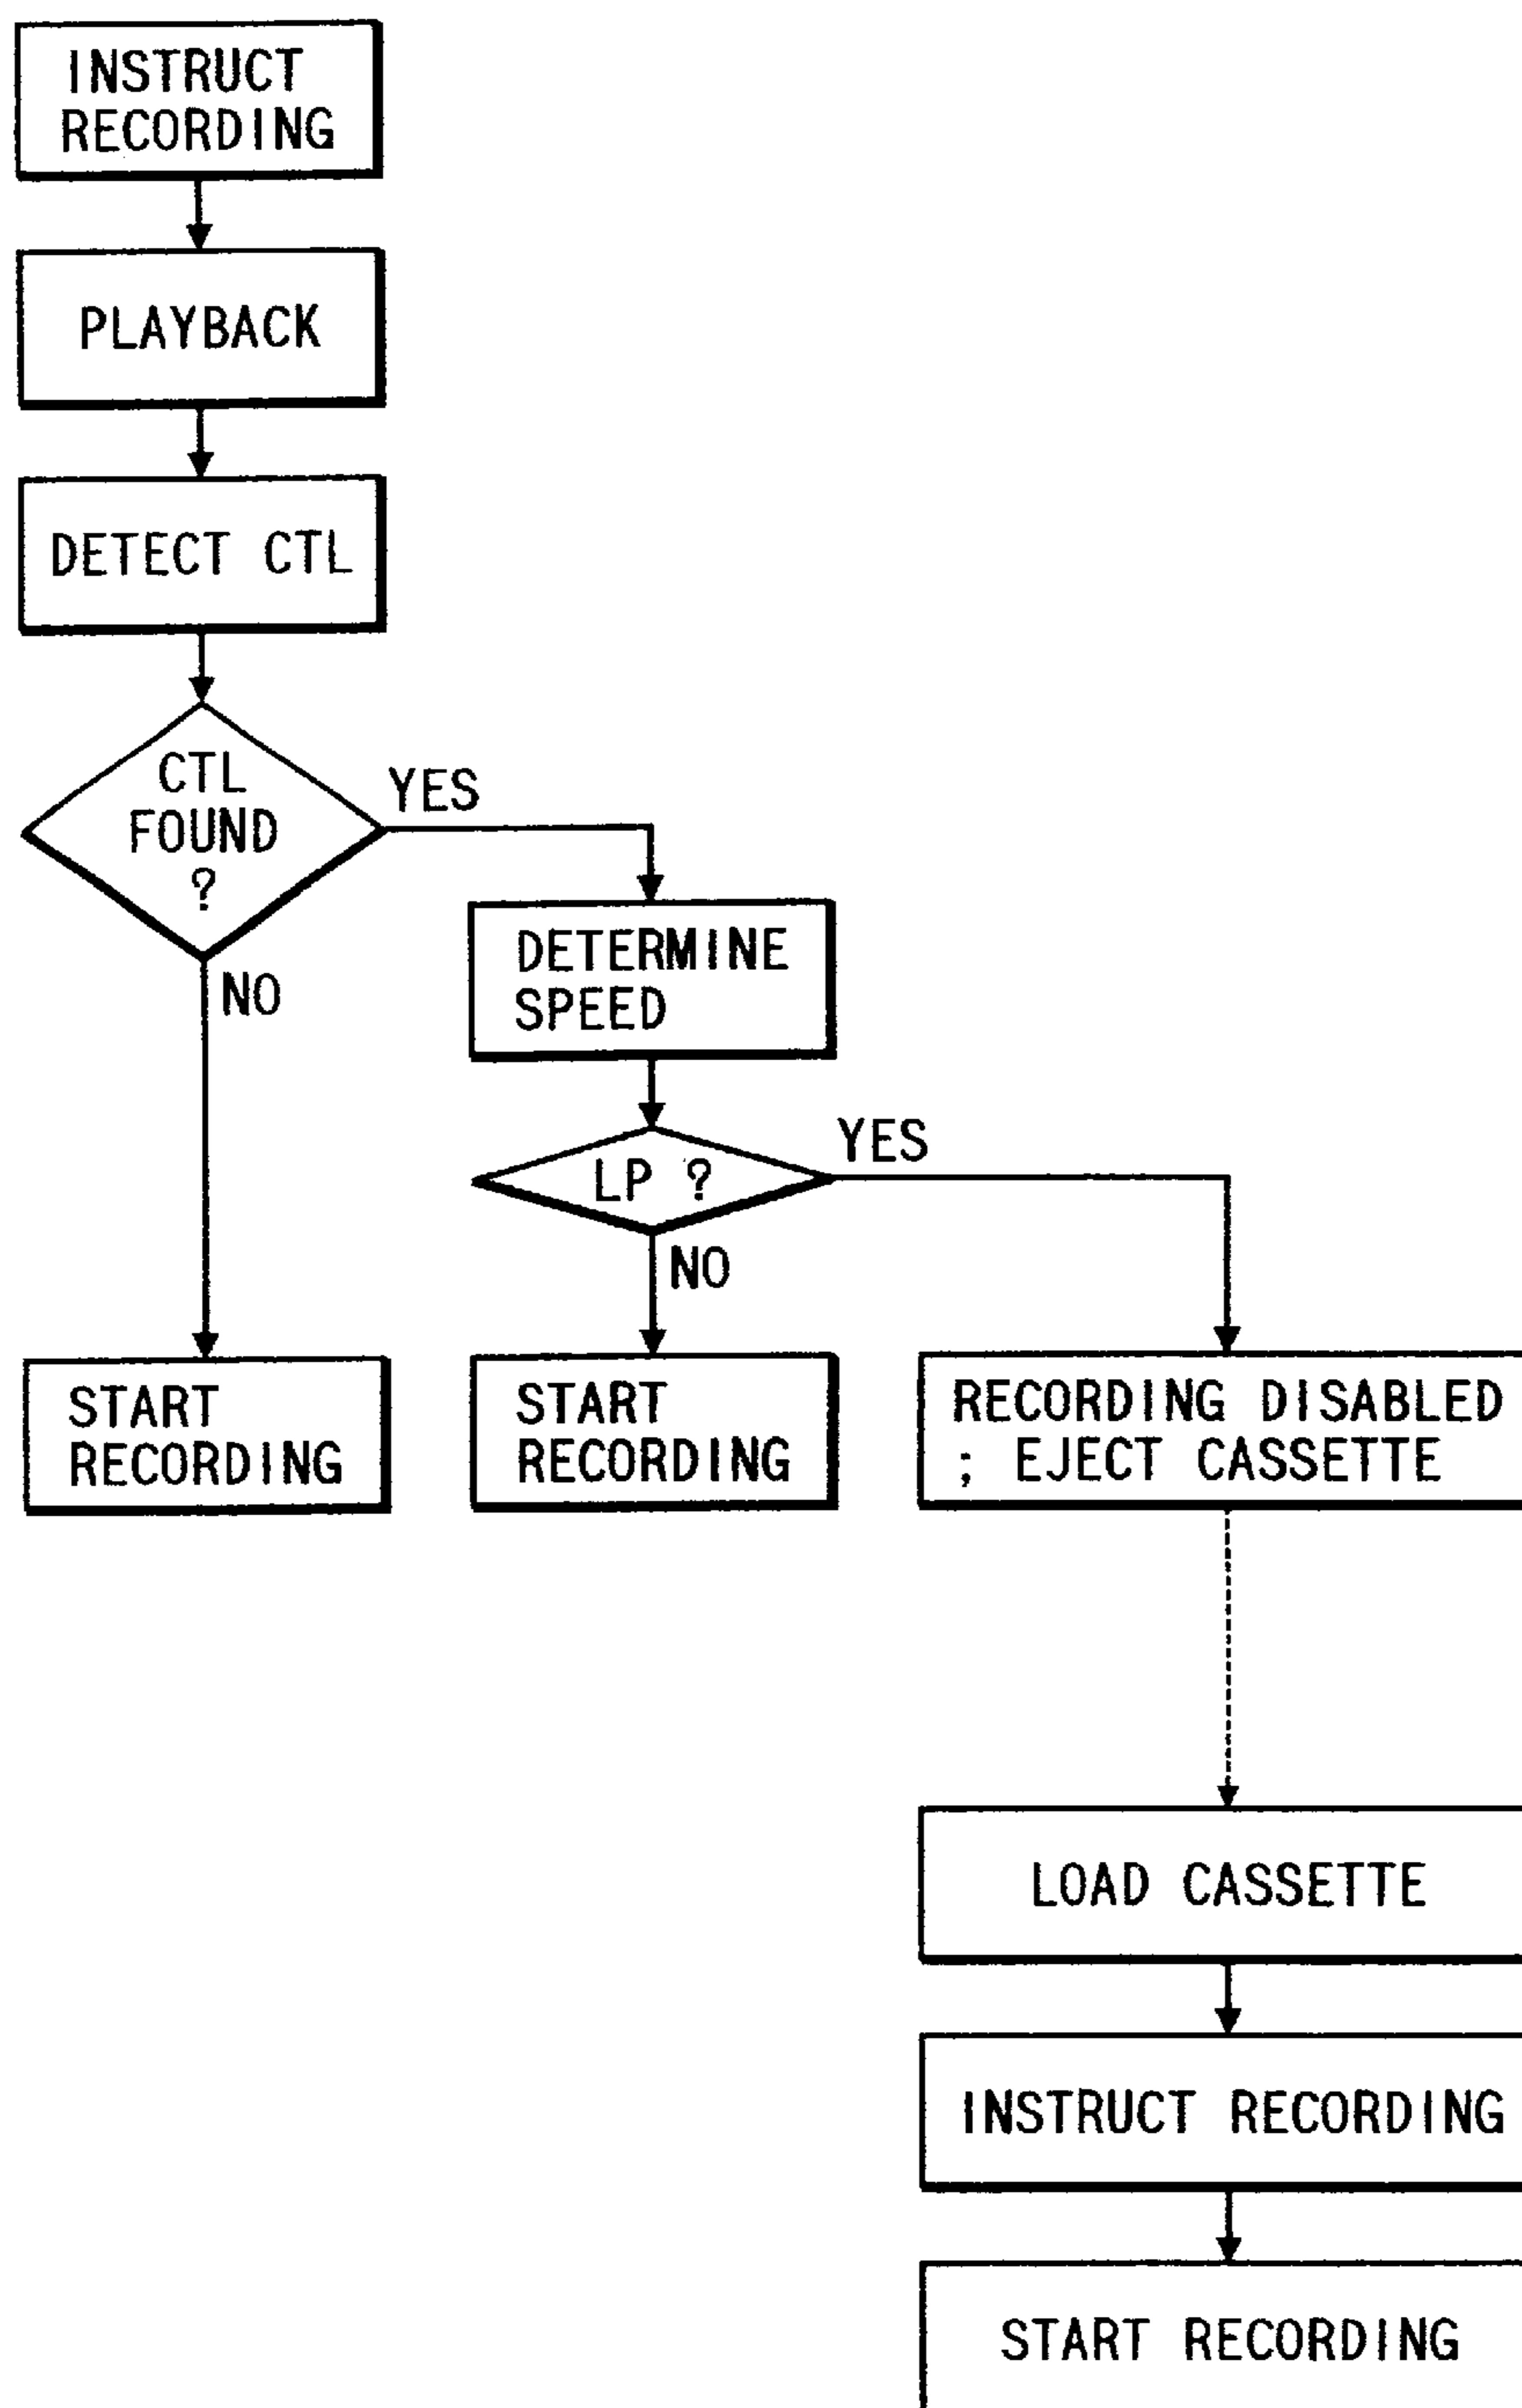 INSTRUCT
RECORDING
PLAYBACK
DETECT CTL
CTL
FOUND
?
YES
NO
DETERMINE
SPEED
LP ?
YES
NO
START
RECORDING
START
RECORDING
RECORDING DISABLED
; EJECT CASSETTE
LOAD CASSETTE
INSTRUCT RECORDING
START RECORDING